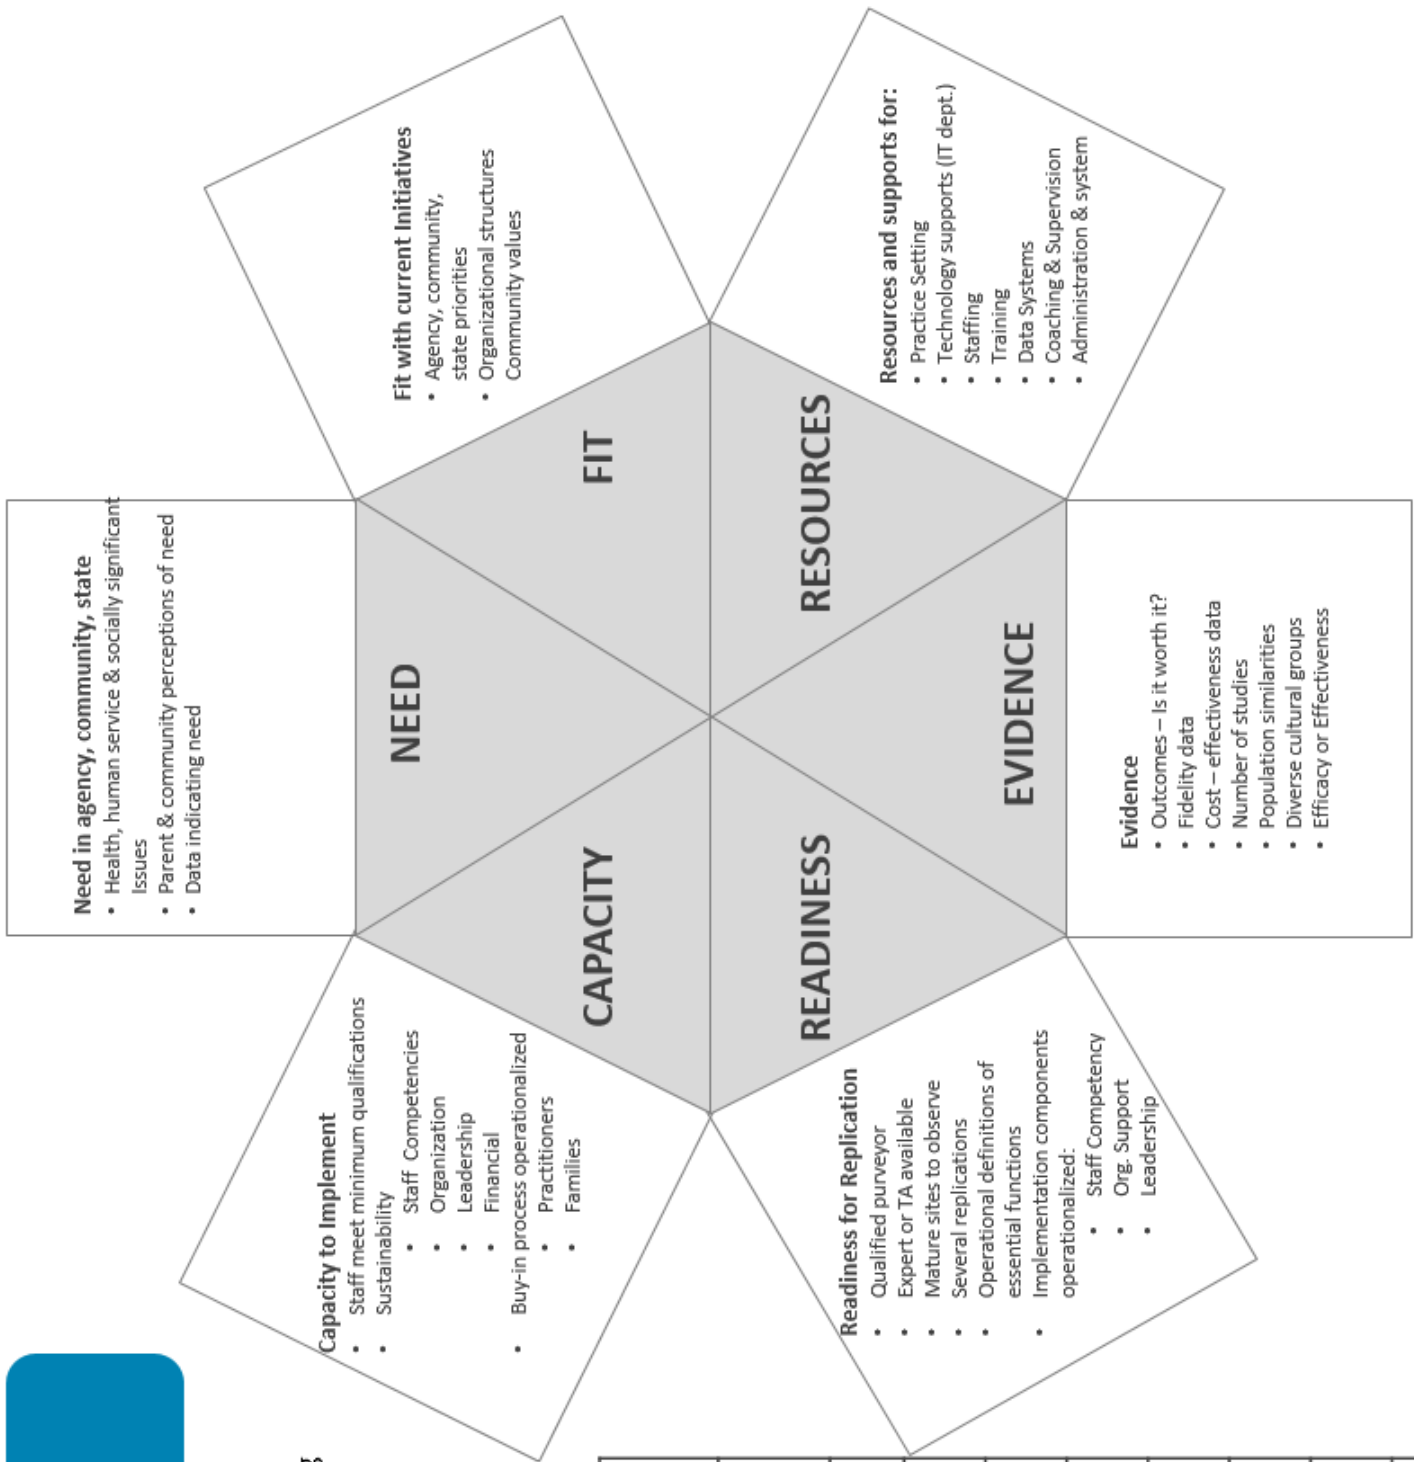 Need in agency, community, state
• Health, human service & socially significant
Issues
• Parent & community perceptions of need
• Data indicating need
NEED
Fit with current Initiatives
• Agency, community,
state priorities
• Organizational structures
Community values
FIT
Resources and supports for:
• Practice Setting
• Technology supports (IT dept.)
• Staffing
• Training
• Data Systems
• Coaching & Supervision
• Administration & system
RESOURCES
Evidence
• Outcomes – Is it worth it?
• Fidelity data
• Cost – effectiveness data
• Number of studies
• Population similarities
• Diverse cultural groups
• Efficacy or Effectiveness
EVIDENCE
Readiness for Replication
• Qualified purveyor
• Expert or TA available
• Mature sites to observe
• Several replications
• Operational definitions of
essential functions
• Implementation components
operationalized:
• Staff Competency
• Org. Support
• Leadership
READINESS
Capacity to Implement
• Staff meet minimum qualifications
• Sustainability
• Staff Competencies
• Organization
• Leadership
• Financial
• Buy-in process operationalized
• Practitioners
• Families
CAPACITY